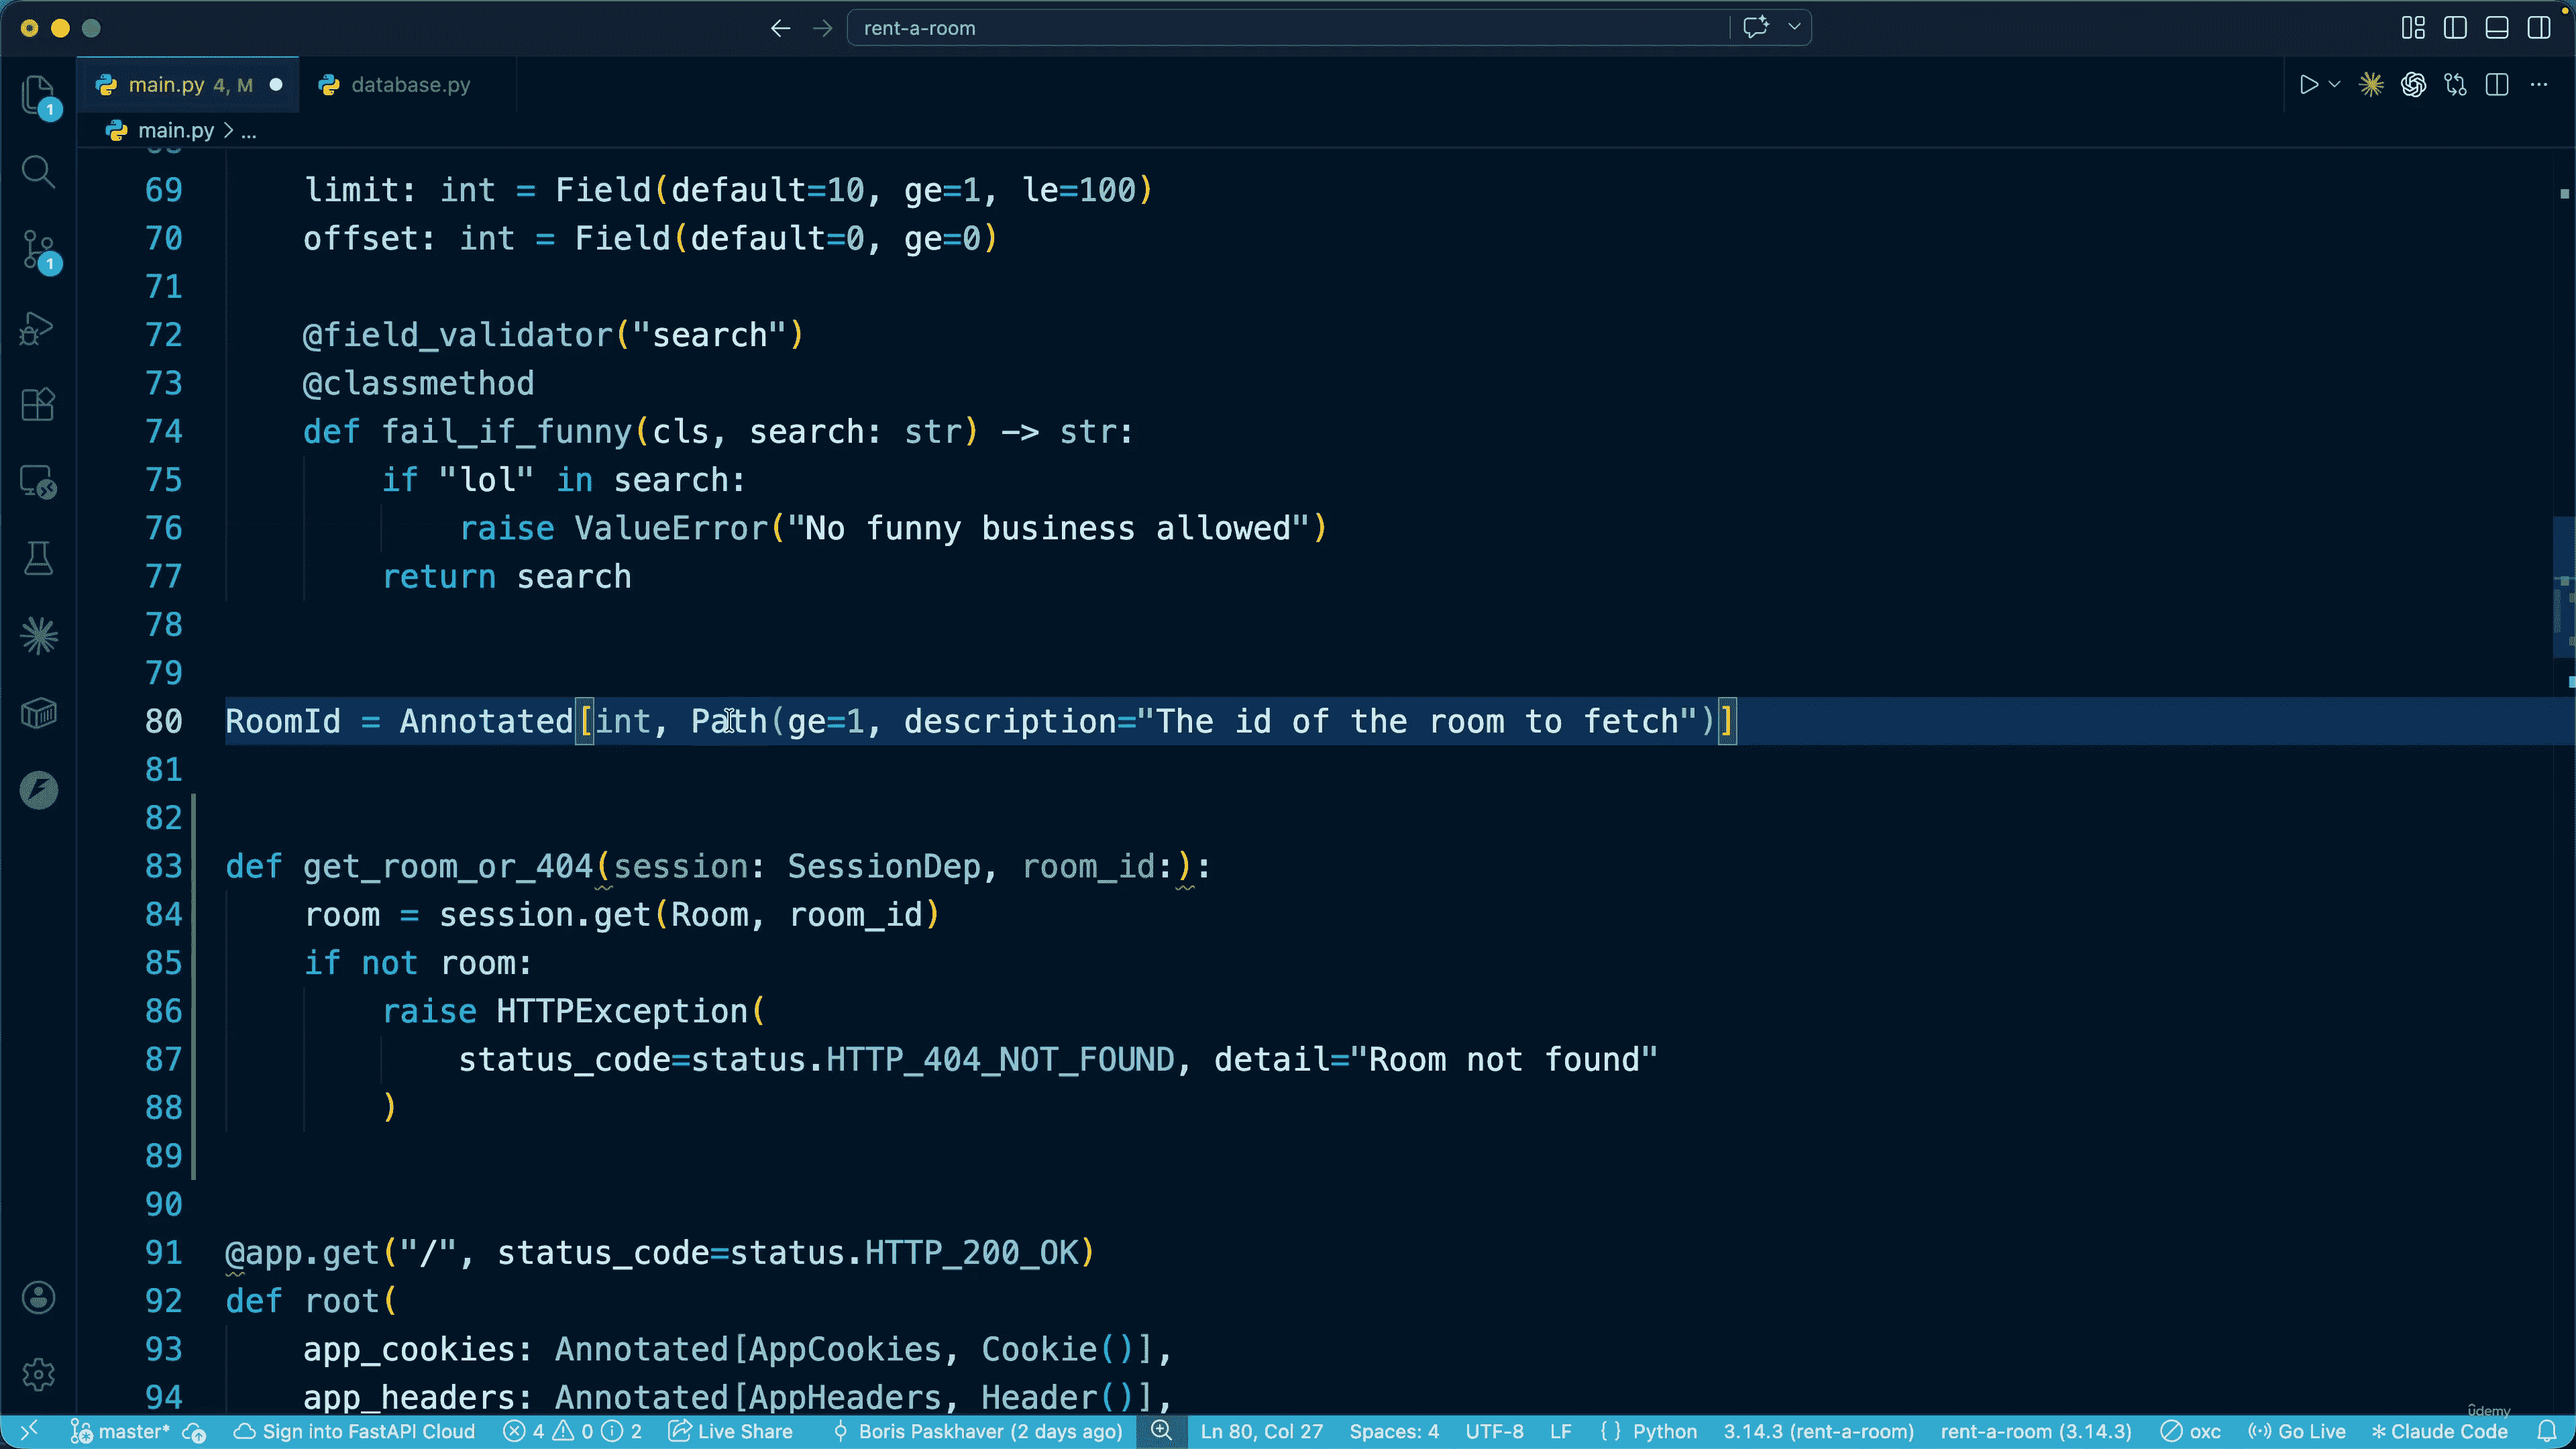 rent-a-room
main.py 4, M
database.py
main.py > ...
1
1
69 limit: int = Field(default=10, ge=1, le=100)
70 offset: int = Field(default=0, ge=0)
71
72 @field_validator("search")
73 @classmethod
74 def fail_if_funny(cls, search: str) -> str:
75 if "lol" in search:
76 raise ValueError("No funny business allowed")
77 return search
78
79
80 RoomId = Annotated[int, Path(ge=1, description="The id of the room to fetch")]
81
82
83 def get_room_or_404(session: SessionDep, room_id:):
84 room = session.get(Room, room_id)
85 if not room:
86 raise HTTPException(
87 status_code=status.HTTP_404_NOT_FOUND, detail="Room not found"
88 )
89
90
91 @app.get("/", status_code=status.HTTP_200_OK)
92 def root(
93 app_cookies: Annotated[AppCookies, Cookie()],
94 app_headers: Annotated[AppHeaders, Header()],
ûdemy
master* Sign into FastAPI Cloud 4 0 2 Live Share Boris Paskhaver (2 days ago) Ln 80, Col 27 Spaces: 4 UTF-8 LF { } Python 3.14.3 (rent-a-room) rent-a-room (3.14.3) oxc Go Live Claude Code